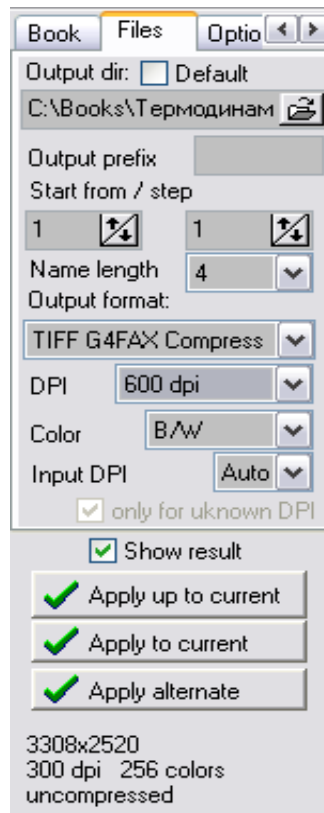 Book Files Optio
Output dir: Default
C:\Books\Термодинам
Output prefix
Start from / step
1 1
Name length 4
Output format:
TIFF G4FAX Compress
DPI 600 dpi
Color B/W
Input DPI Auto
only for uknown DPI
Show result
Apply up to current
Apply to current
Apply alternate
3308x2520
300 dpi 256 colors
uncompressed